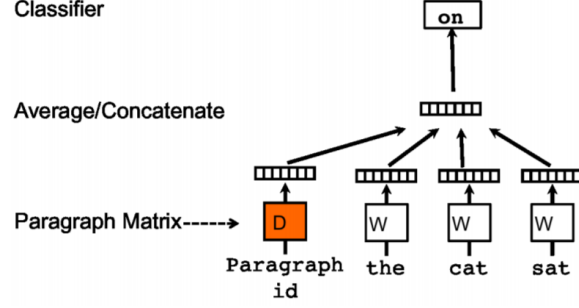 Classifier
on
Average/Concatenate
Paragraph Matrix
D
W
W
W
Paragraph
id
the
cat
sat